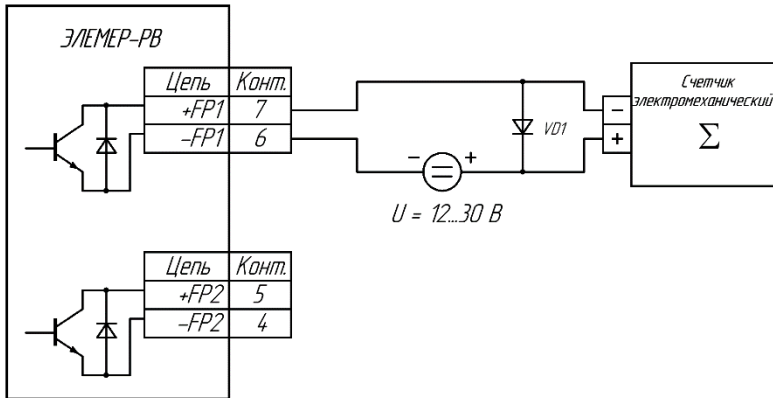 ЭЛЕМЕР-РВ
Цепь Конт.
+FP1 7
-FP1 6
- +
U = 12...30 В
VD1
Счетчик
электромеханический
-
+
Σ
Цепь Конт.
+FP2 5
-FP2 4